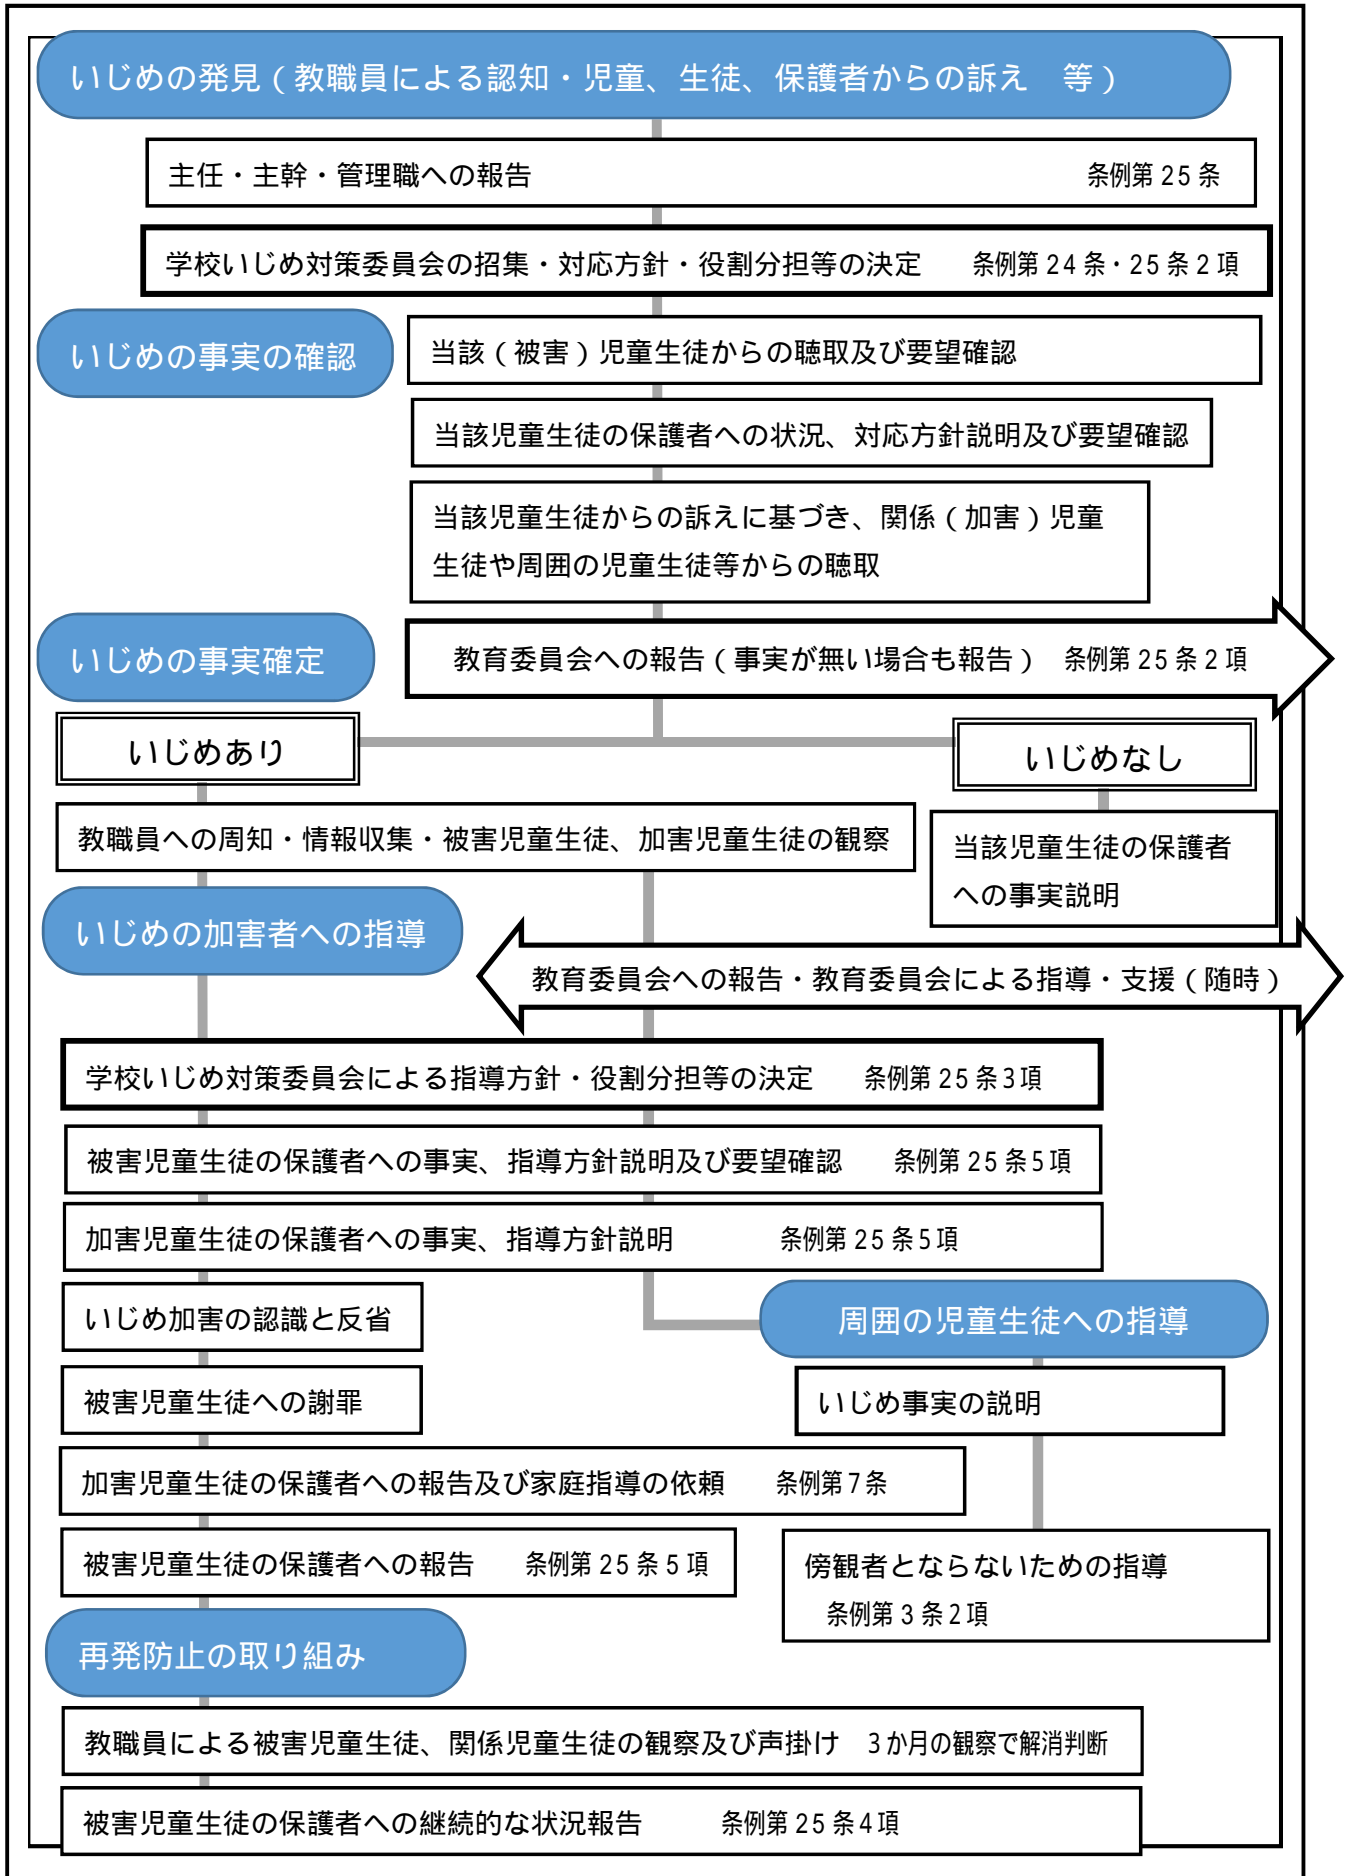 いじめの発見（教職員による認知・児童、生徒、保護者からの訴え　等）
主任・主幹・管理職への報告　条例第25条
学校いじめ対策委員会の招集・対応方針・役割分担等の決定　条例第24条・25条2項
いじめの事実の確認
当該（被害）児童生徒からの聴取及び要望確認
当該児童生徒の保護者への状況、対応方針説明及び要望確認
当該児童生徒からの訴えに基づき、関係（加害）児童
生徒や周囲の児童生徒等からの聴取
いじめの事実確定
教育委員会への報告（事実が無い場合も報告）　条例第25条2項
いじめあり
いじめなし
教職員への周知・情報収集・被害児童生徒、加害児童生徒の観察
当該児童生徒の保護者
への事実説明
いじめの加害者への指導
教育委員会への報告・教育委員会による指導・支援（随時）
学校いじめ対策委員会による指導方針・役割分担等の決定　条例第25条3項
被害児童生徒の保護者への事実、指導方針説明及び要望確認　条例第25条5項
加害児童生徒の保護者への事実、指導方針説明　条例第25条5項
いじめ加害の認識と反省
周囲の児童生徒への指導
被害児童生徒への謝罪
いじめ事実の説明
加害児童生徒の保護者への報告及び家庭指導の依頼　条例第7条
被害児童生徒の保護者への報告　条例第25条5項
傍観者とならないための指導
条例第3条2項
再発防止の取り組み
教職員による被害児童生徒、関係児童生徒の観察及び声掛け　3か月の観察で解消判断
被害児童生徒の保護者への継続的な状況報告　条例第25条4項